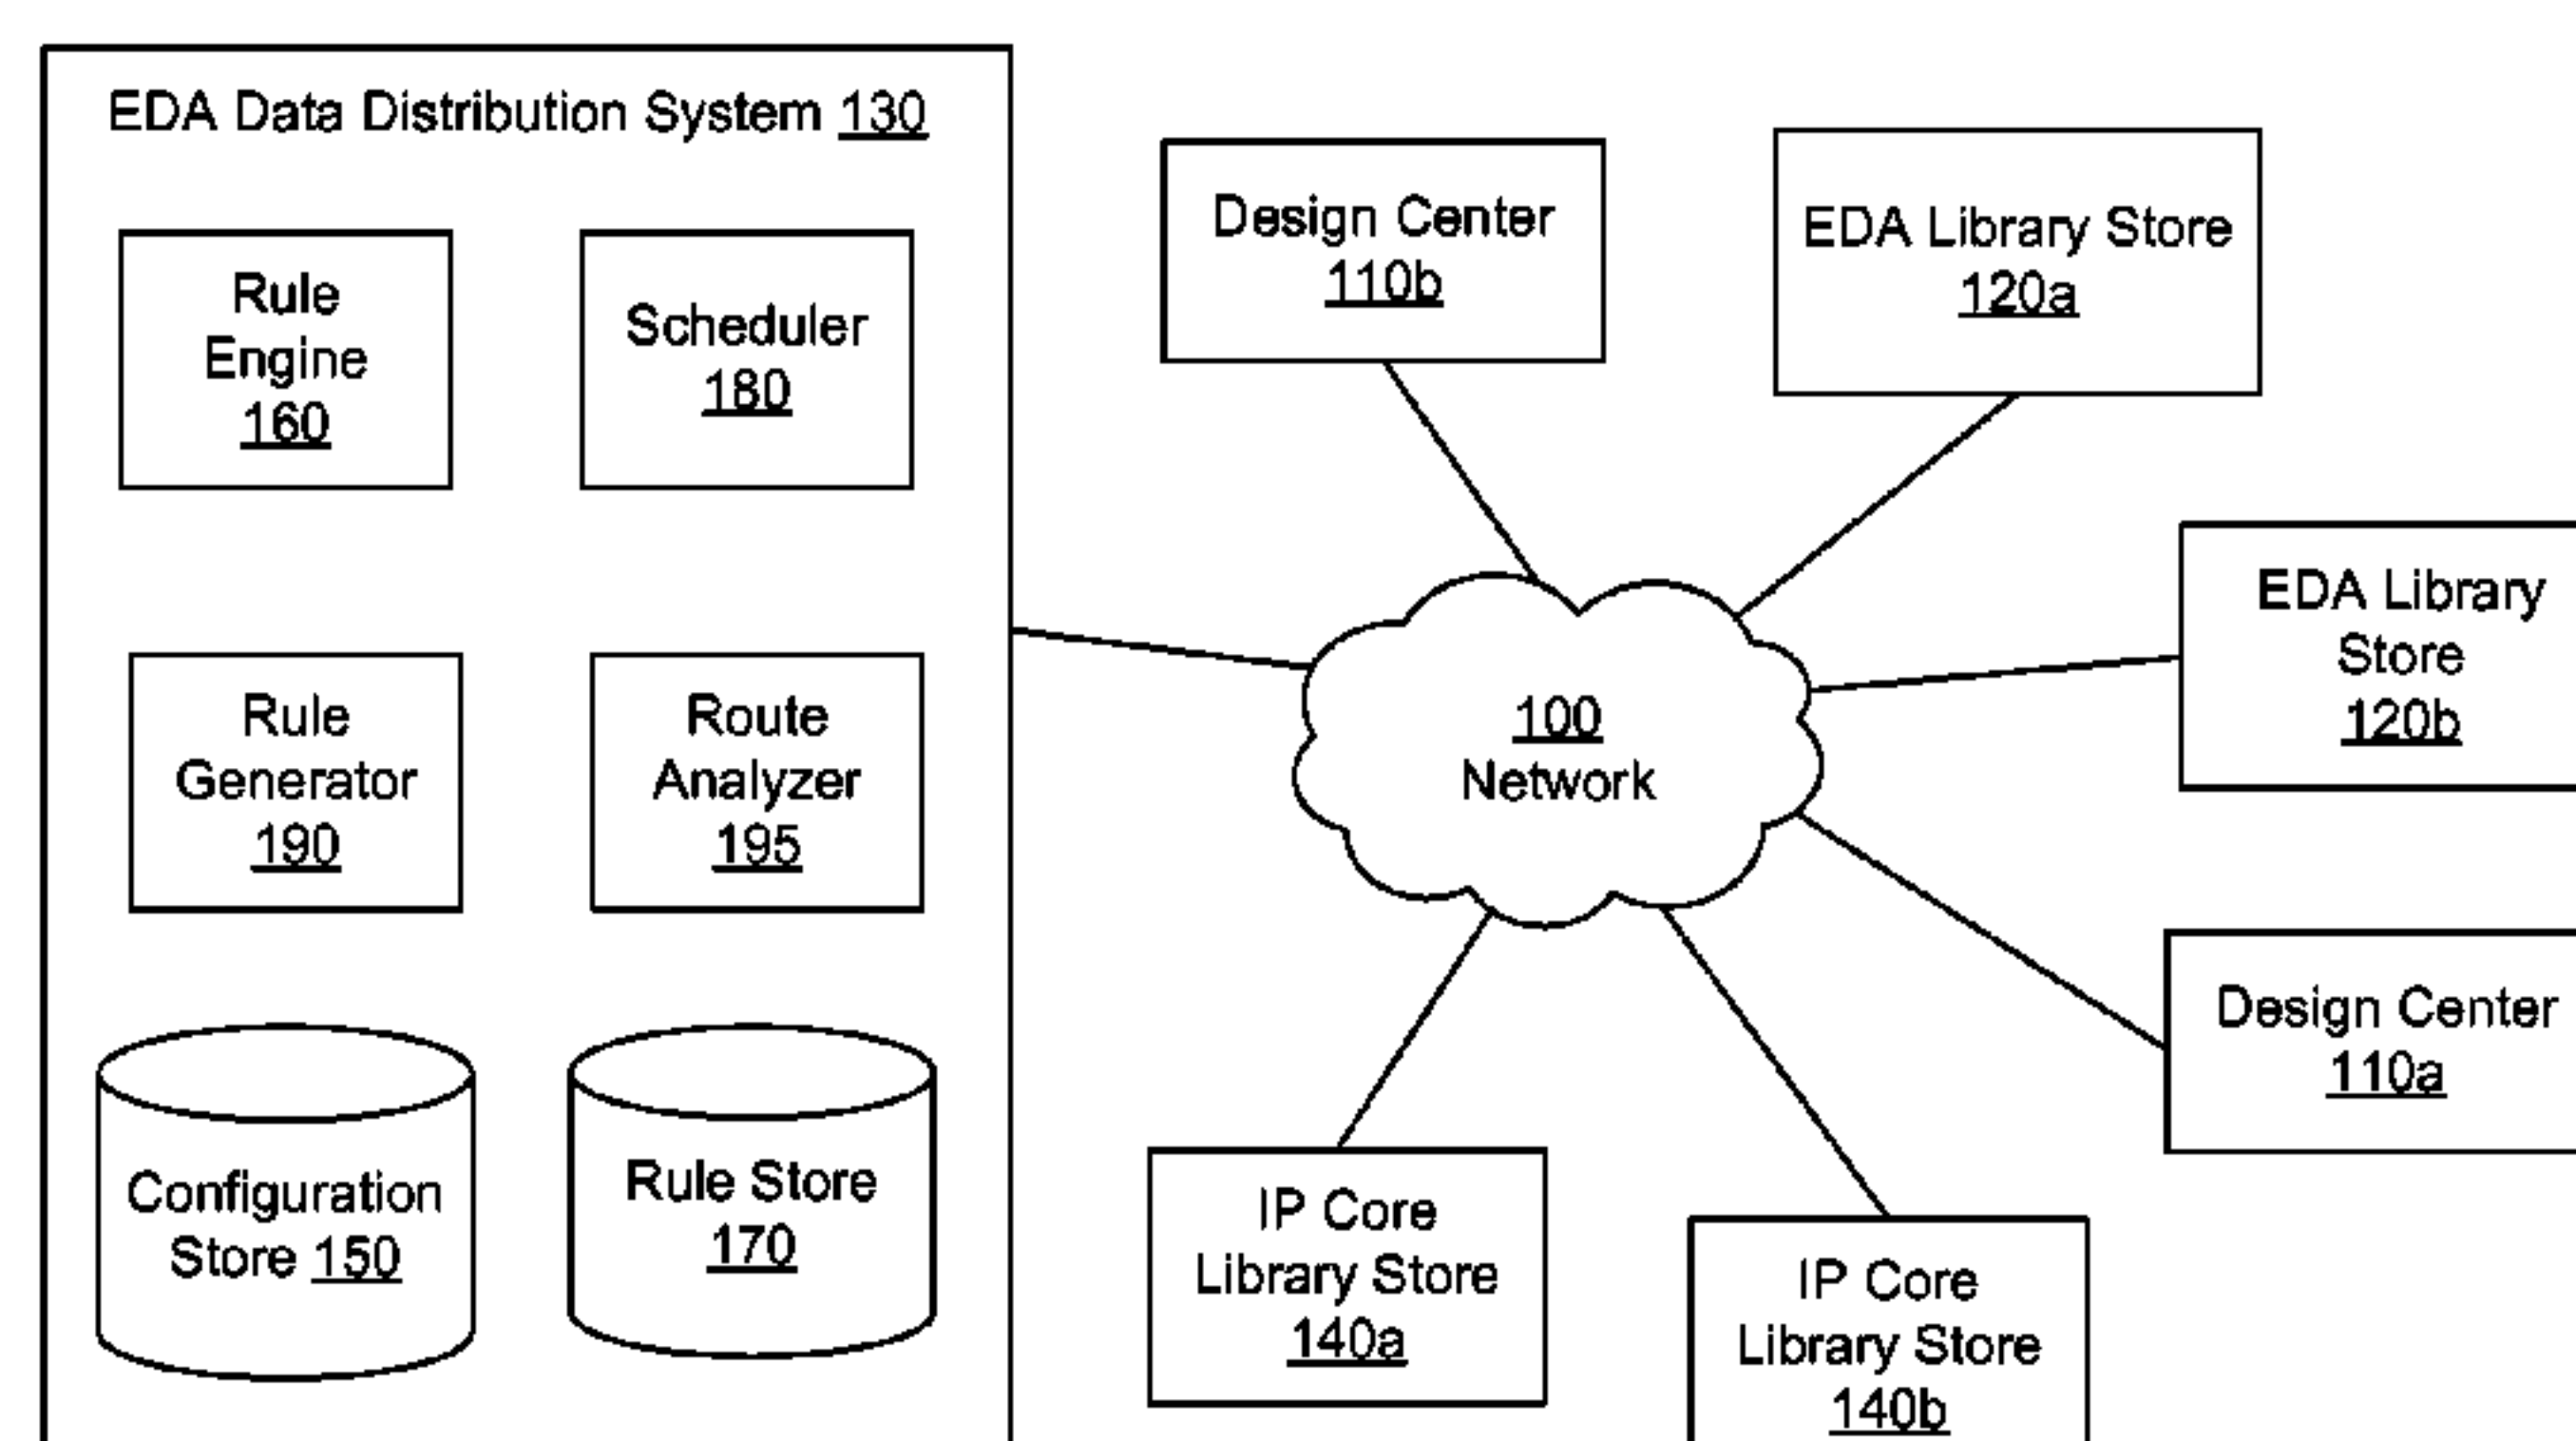 EDA Data Distribution System 130
Rule
Engine
160
Scheduler
180
Rule
Generator
190
Route
Analyzer
195
Configuration
Store 150
Rule Store
170
Design Center
110b
EDA Library Store
120a
EDA Library
Store
120b
100
Network
Design Center
110a
IP Core
Library Store
140a
IP Core
Library Store
140b